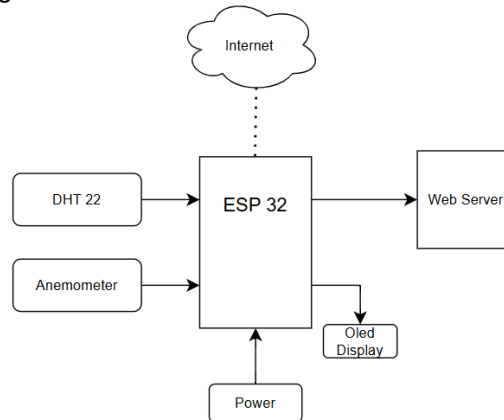 g
Internet
DHT 22
ESP 32
Web Server
Anemometer
Oled
Display
Power